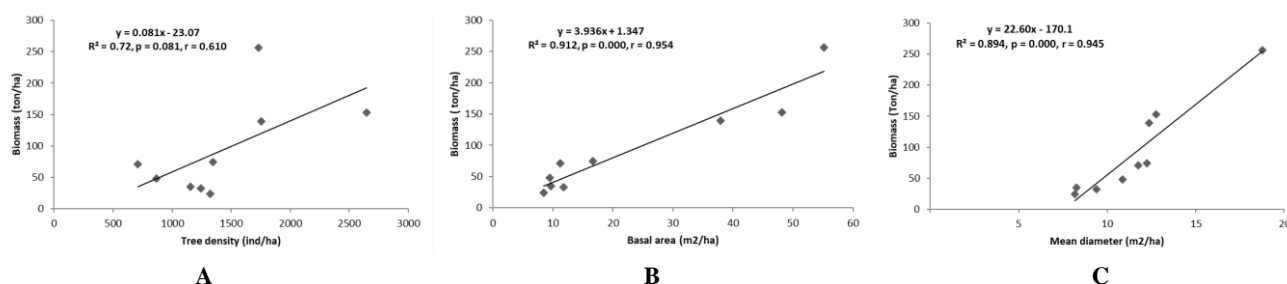 y = 0.081x - 23.07
R² = 0.72, p = 0.081, r = 0.610
Biomass (ton/ha)
300
250
200
150
100
50
0
0 500 1000 1500 2000 2500 3000
Tree density (ind/ha)
A
y = 3.936x + 1.347
R² = 0.912, p = 0.000, r = 0.954
Biomass ( ton/ha)
300
250
200
150
100
50
0
0 10 20 30 40 50 60
Basal area (m2/ha)
B
y = 22.60x - 170.1
R² = 0.894, p = 0.000, r = 0.945
Biomass (Ton/ha)
300
250
200
150
100
50
0
5 10 15 20
Mean diameter (m2/ha)
C